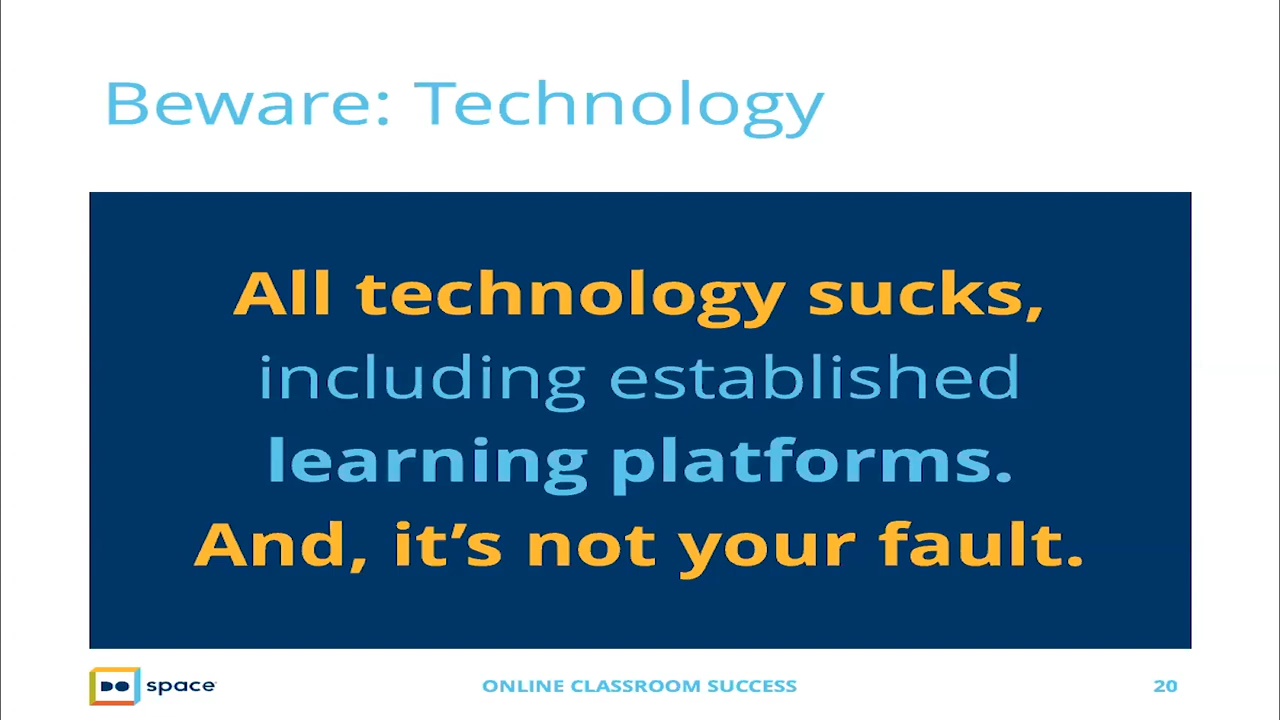 Beware: Technology
All technology sucks,
including established
learning platforms.
And, it’s not your fault.
DO space
ONLINE CLASSROOM SUCCESS
20